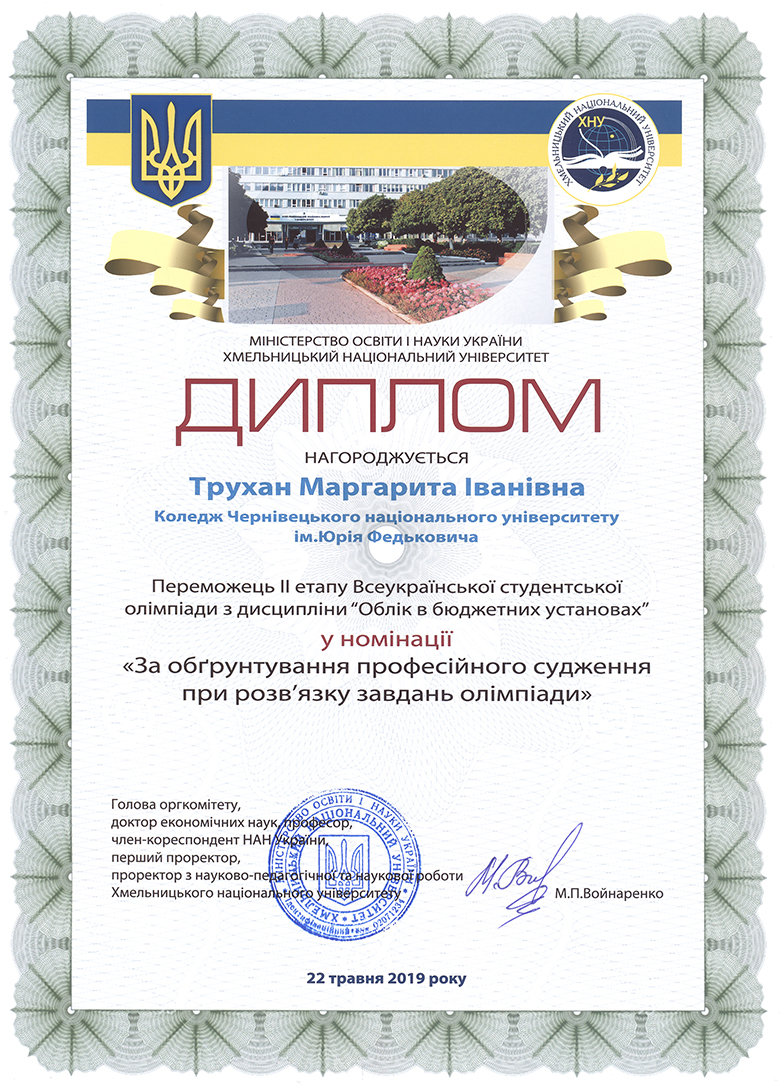 ХМЕЛЬНИЦЬКИЙ НАЦІОНАЛЬНИЙ УНІВЕРСИТЕТ
ХНУ
МІНІСТЕРСТВО ОСВІТИ І НАУКИ УКРАЇНИ
ХМЕЛЬНИЦЬКИЙ НАЦІОНАЛЬНИЙ УНІВЕРСИТЕТ
ДИПЛОМ
НАГОРОДЖУЄТЬСЯ
Трухан Маргарита Іванівна
Коледж Чернівецького національного університету
ім.Юрія Федьковича
Переможець II етапу Всеукраїнської студентської
олімпіади з дисципліни “Облік в бюджетних установах”
у номінації
«За обґрунтування професійного судження
при розв’язку завдань олімпіади»
Голова оргкомітету,
доктор економічних наук, професор,
член-кореспондент НАН України,
перший проректор,
проректор з науково-педагогічної та наукової роботи
Хмельницького національного університету
М.П.Войнаренко
МІНІСТЕРСТВО ОСВІТИ І НАУКИ УКРАЇНИ
ХМЕЛЬНИЦЬКИЙ НАЦІОНАЛЬНИЙ УНІВЕРСИТЕТ
Ідентифікаційний код 02071234
22 травня 2019 року